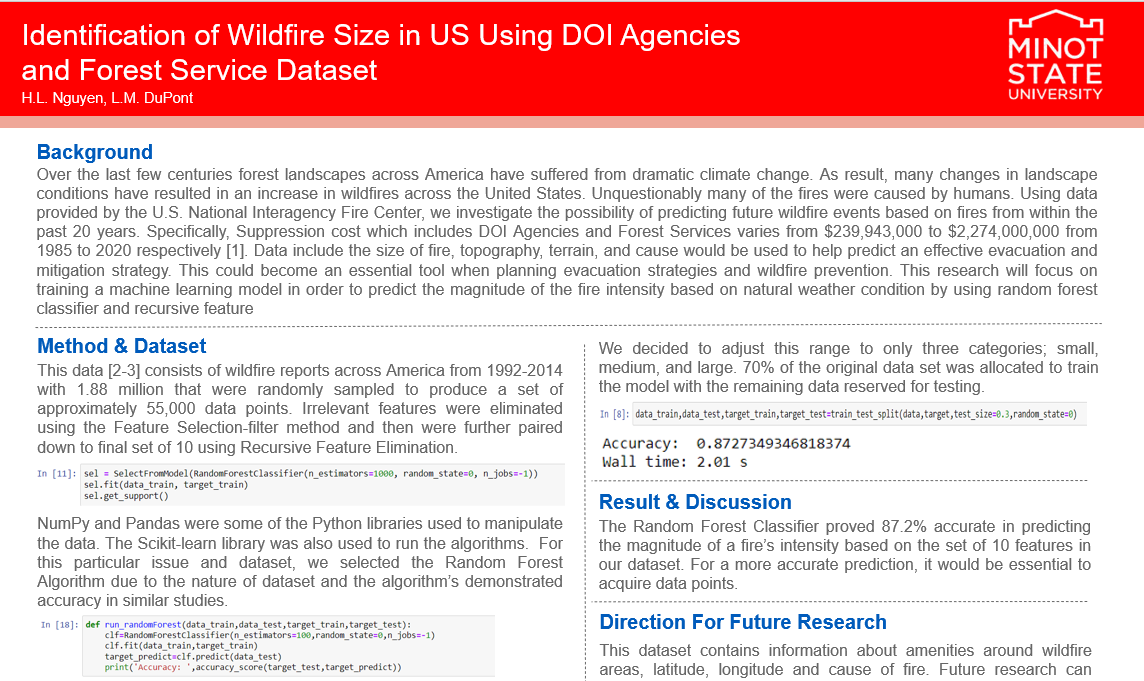 Identification of Wildfire Size in US Using DOI Agencies
and Forest Service Dataset
H.L. Nguyen, L.M. DuPont
MINOT
STATE
UNIVERSITY
Background
Over the last few centuries forest landscapes across America have suffered from dramatic climate change. As result, many changes in landscape
conditions have resulted in an increase in wildfires across the United States. Unquestionably many of the fires were caused by humans. Using data
provided by the U.S. National Interagency Fire Center, we investigate the possibility of predicting future wildfire events based on fires from within the
past 20 years. Specifically, Suppression cost which includes DOI Agencies and Forest Services varies from $239,943,000 to $2,274,000,000 from
1985 to 2020 respectively [1]. Data include the size of fire, topography, terrain, and cause would be used to help predict an effective evacuation and
mitigation strategy. This could become an essential tool when planning evacuation strategies and wildfire prevention. This research will focus on
training a machine learning model in order to predict the magnitude of the fire intensity based on natural weather condition by using random forest
classifier and recursive feature
Method & Dataset
This data [2-3] consists of wildfire reports across America from 1992-2014
with 1.88 million that were randomly sampled to produce a set of
approximately 55,000 data points. Irrelevant features were eliminated
using the Feature Selection-filter method and then were further paired
down to final set of 10 using Recursive Feature Elimination.
In [11]: sel = SelectFromModel(RandomForestClassifier(n_estimators=1000, random_state=0, n_jobs=-1))
sel.fit(data_train, target_train)
sel.get_support()
NumPy and Pandas were some of the Python libraries used to manipulate
the data. The Scikit-learn library was also used to run the algorithms. For
this particular issue and dataset, we selected the Random Forest
Algorithm due to the nature of dataset and the algorithm's demonstrated
accuracy in similar studies.
In [18]: def run_randomForest(data_train,data_test,target_train,target_test):
clf=RandomForestClassifier(n_estimators=100,random_state=0,n_jobs=-1)
clf.fit(data_train,target_train)
target_predict=clf.predict(data_test)
print('Accuracy: ',accuracy_score(target_test,target_predict))
We decided to adjust this range to only three categories; small,
medium, and large. 70% of the original data set was allocated to train
the model with the remaining data reserved for testing.
In [8]: data_train,data_test,target_train,target_test=train_test_split(data,target,test_size=0.3,random_state=0)
Accuracy: 0.8727349346818374
Wall time: 2.01 s
Result & Discussion
The Random Forest Classifier proved 87.2% accurate in predicting
the magnitude of a fire's intensity based on the set of 10 features in
our dataset. For a more accurate prediction, it would be essential to
acquire data points.
Direction For Future Research
This dataset contains information about amenities around wildfire
areas, latitude, longitude and cause of fire. Future research can